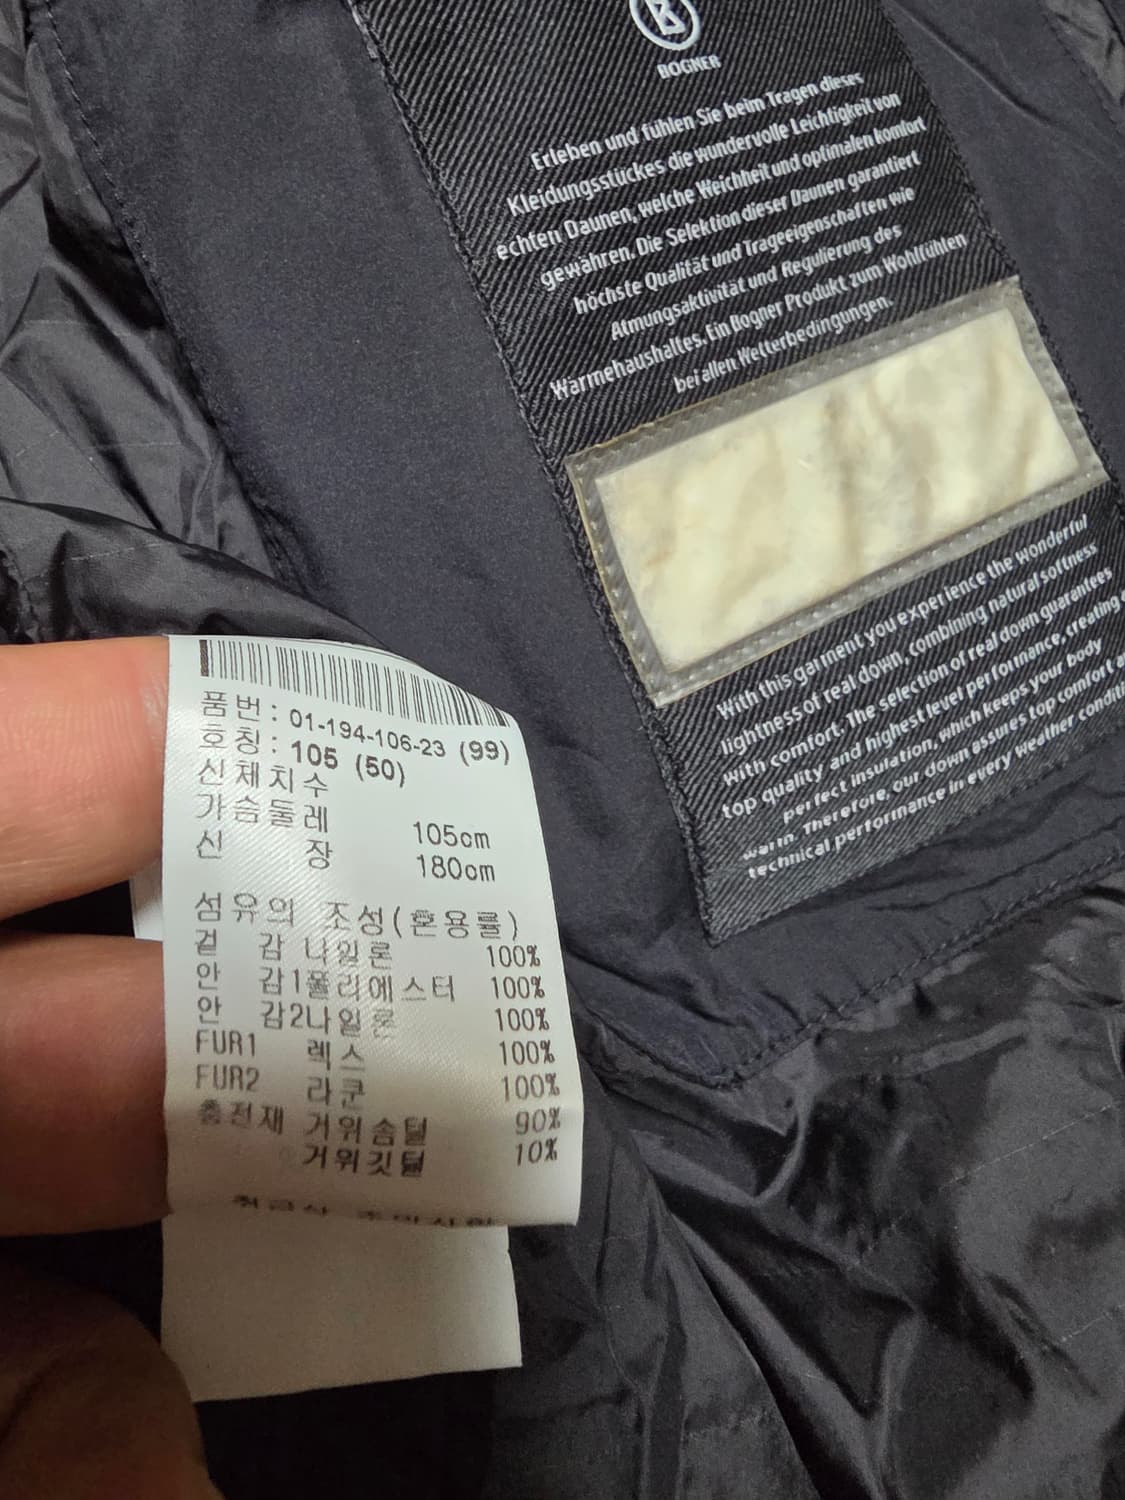 BOGNER
Erleben und fühlen Sie beim Tragen dieses
Kleidungsstückes die wundervolle Leichtigkeit von
echten Daunen, welche Weichheit und optimalen Komfort
gewähren. Die Selektion dieser Daunen garantiert
höchste Qualität und Trageeigenschaften wie
Atmungsaktivität und Regulierung des
Wärmehaushaltes. Ein Bogner Produkt zum Wohlfühlen
bei allen Wetterbedingungen.
With this garment you experience the wonderful
lightness of real down, combining natural softness
with comfort. The selection of real down guarantees
top quality and highest level performance, creating
perfect insulation, which keeps your body
warm. Therefore, our down assures top comfort
technical performance in every weather
품번 : 01-194-106-23 (99)
호칭 : 105 (50)
신체치수
가슴둘레 105cm
신 장 180cm
섬유의 조성(혼용률)
겉 감 나일론 100%
안 감1폴리에스터 100%
안 감2나일론 100%
FUR1 렉스 100%
FUR2 라쿤 100%
충전재 거위솜털 90%
거위깃털 10%